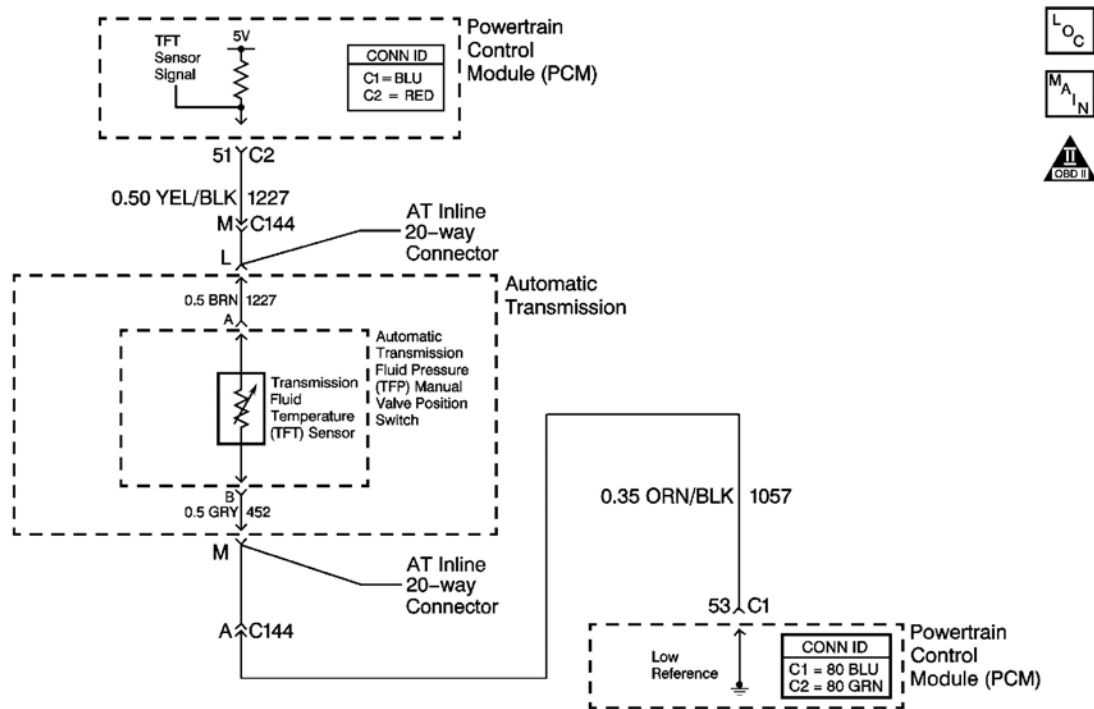 Powertrain
Control
Module (PCM)
TFT
Sensor
Signal
5V
CONN ID
C1 = BLU
C2 = RED
L O C
M A I N
II
OBD II
51 C2
0.50 YEL/BLK 1227
M C144
AT Inline
20-way
Connector
L
Automatic
Transmission
0.5 BRN 1227
A
Automatic
Transmission
Fluid Pressure
(TFP) Manual
Valve Position
Switch
Transmission
Fluid
Temperature
(TFT) Sensor
B
0.5 GRY 452
M
AT Inline
20-way
Connector
A C144
0.35 ORN/BLK 1057
53 C1
Low
Reference
CONN ID
C1 = 80 BLU
C2 = 80 GRN
Powertrain
Control
Module (PCM)